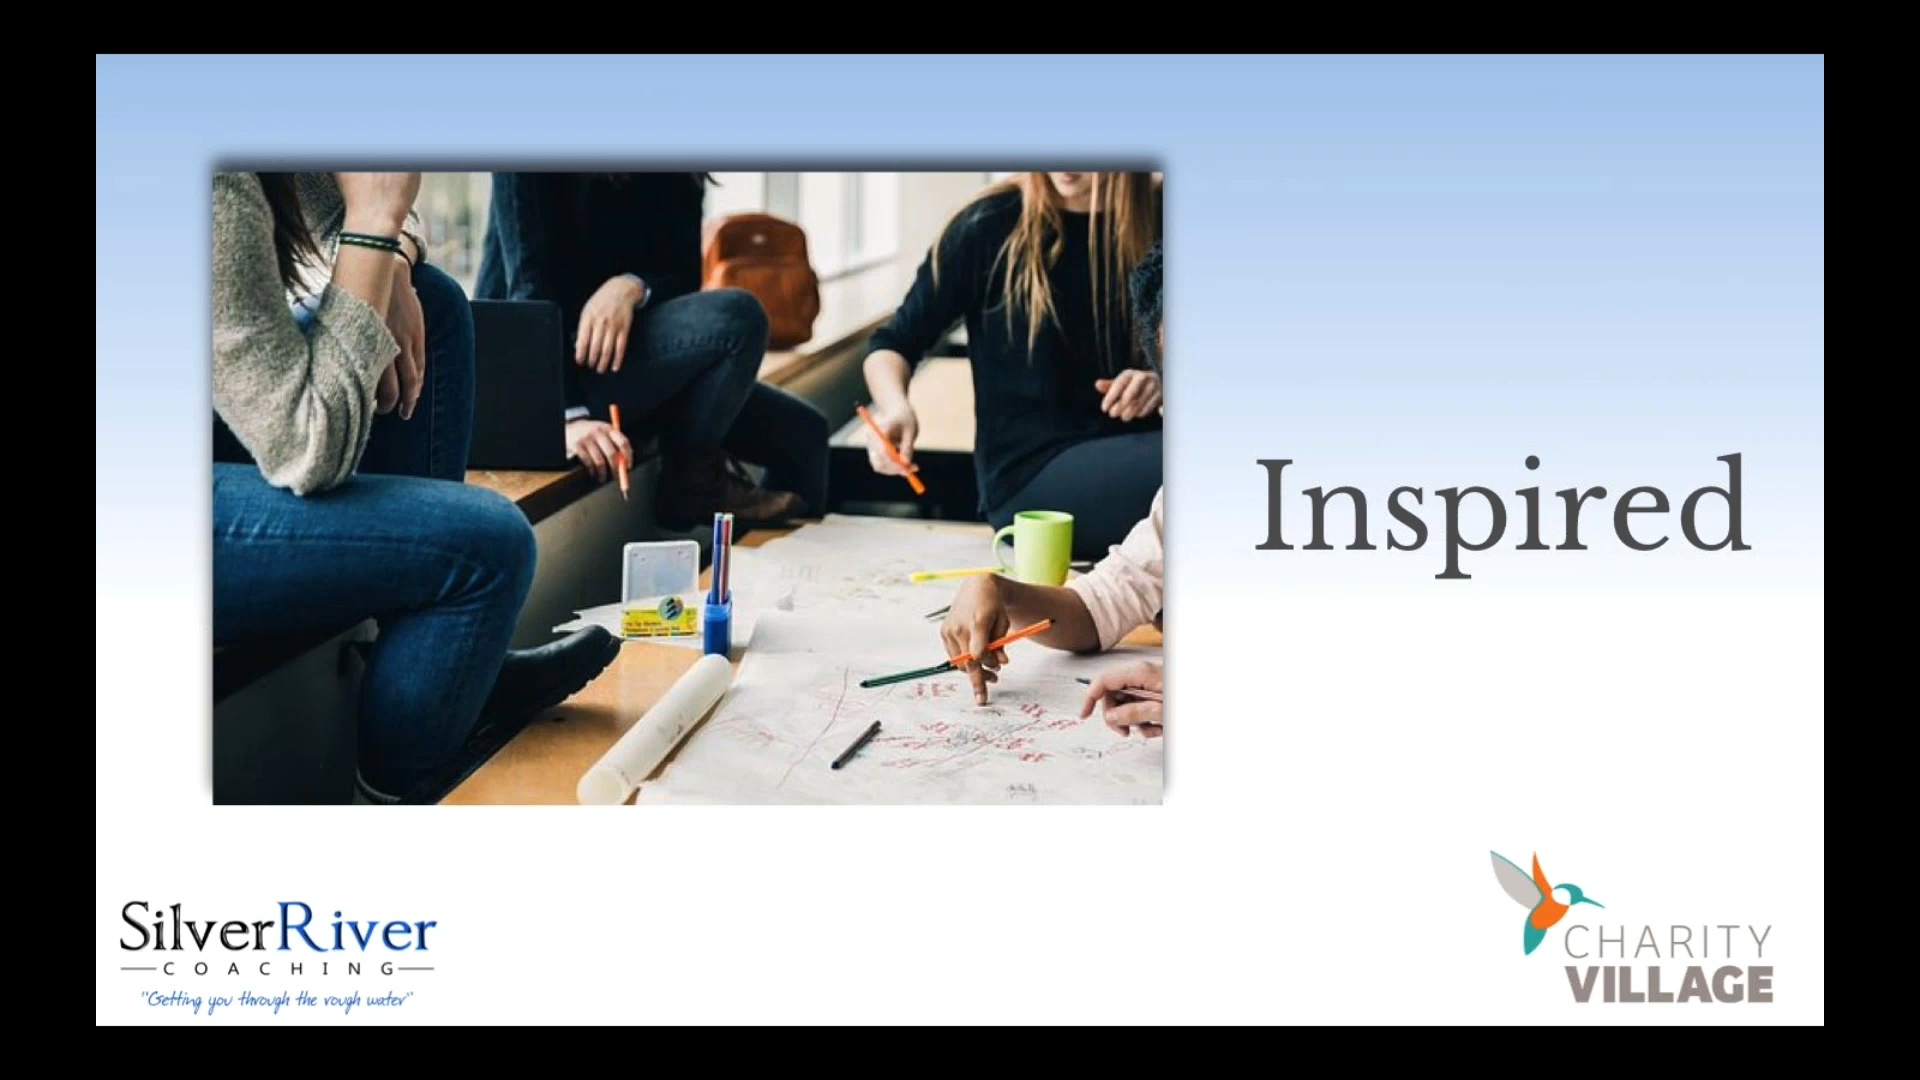 Inspired
SilverRiver
COACHING
"Getting you through the rough water"
CHARITY
VILLAGE